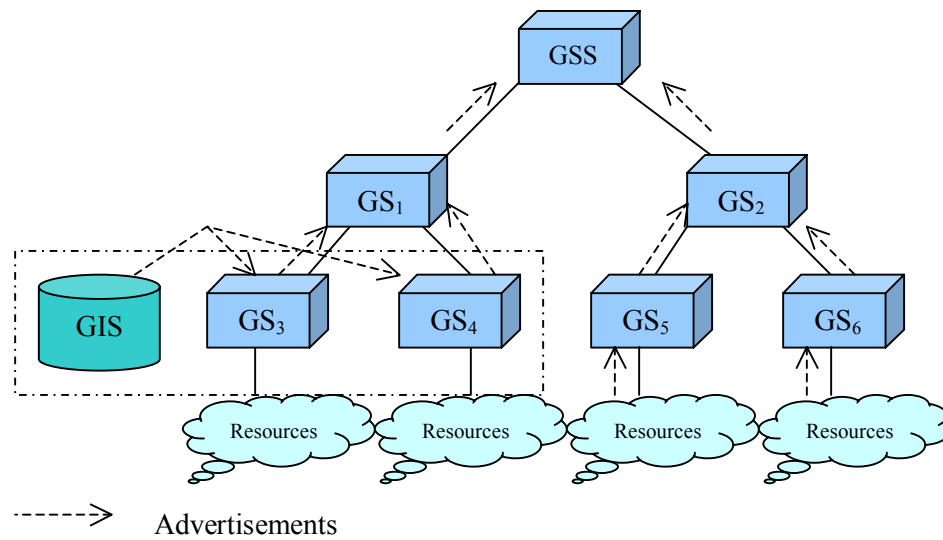 GSS
GS₁
GS₂
GIS
GS₃
GS₄
GS₅
GS₆
Resources
Resources
Resources
Resources
Advertisements